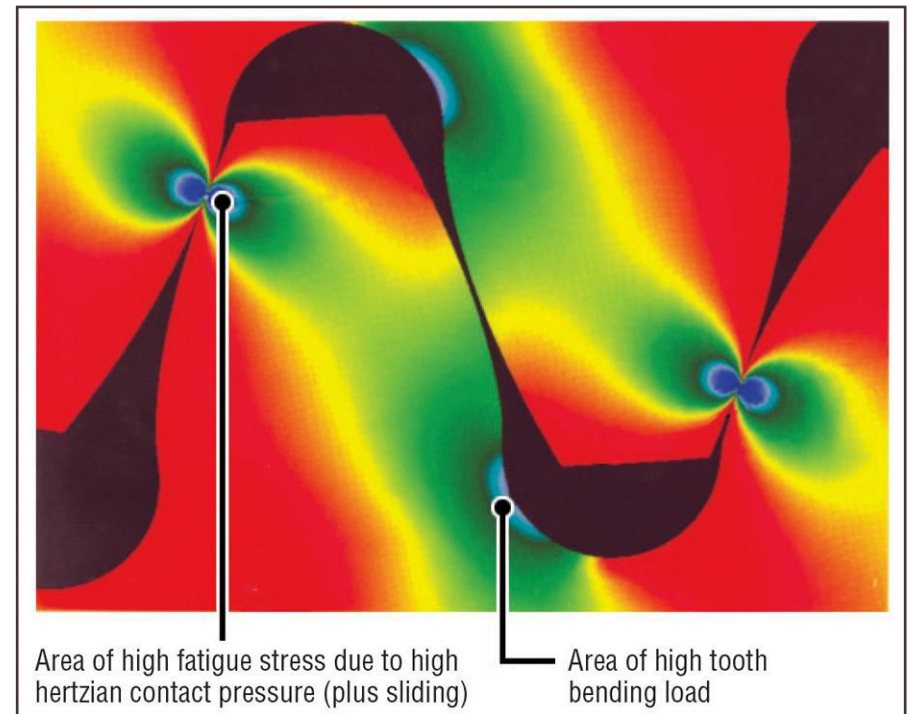 Area of high fatigue stress due to high
hertzian contact pressure (plus sliding)
Area of high tooth
bending load